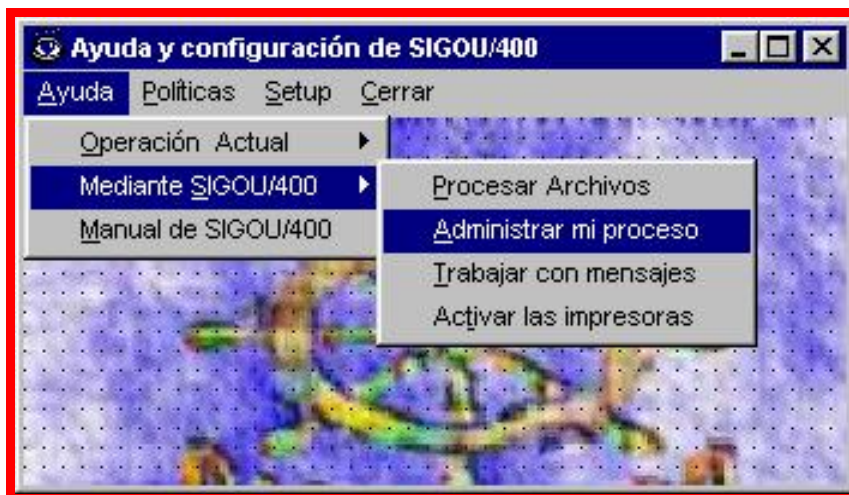 Ayuda y configuración de SIGOU/400
Ayuda Políticas Setup Cerrar
Operación Actual
Mediante SIGOU/400
Manual de SIGOU/400
Procesar Archivos
Administrar mi proceso
Trabajar con mensajes
Activar las impresoras